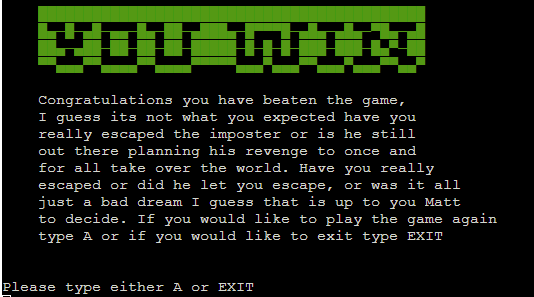 YOU WIN
Congratulations you have beaten the game,
I guess its not what you expected have you
really escaped the imposter or is he still
out there planning his revenge to once and
for all take over the world. Have you really
escaped or did he let you escape, or was it all
just a bad dream I guess that is up to you Matt
to decide. If you would like to play the game again
type A or if you would like to exit type EXIT
Please type either A or EXIT